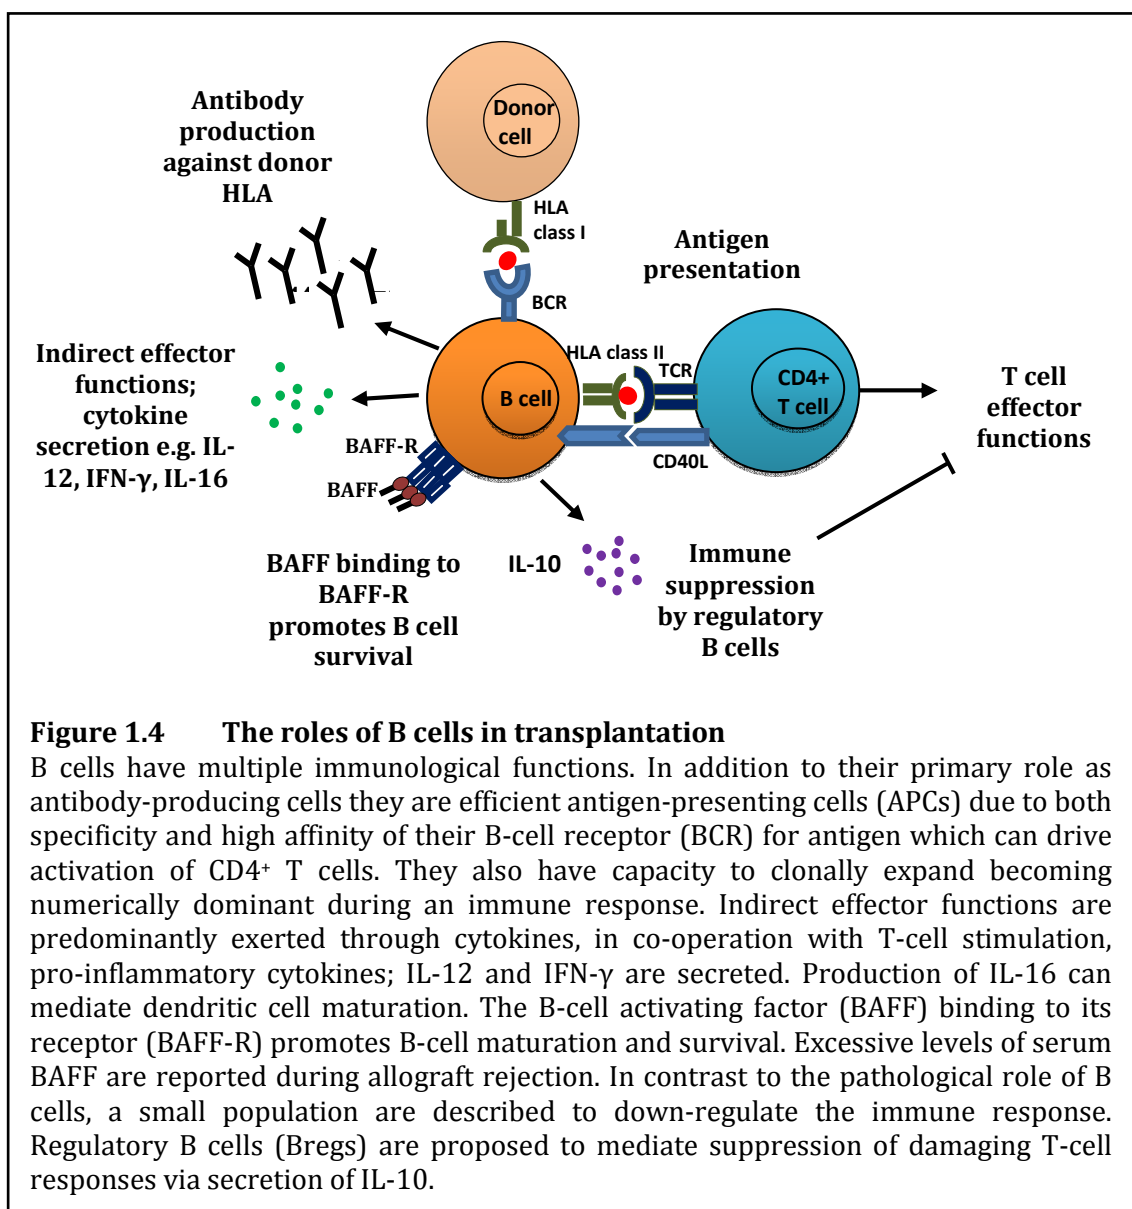 Donor
cell
Antibody
production
against donor
HLA
HLA
class I
Antigen
presentation
BCR
Indirect effector
functions;
cytokine
secretion e.g. IL-
12, IFN-γ, IL-16
HLA class II
TCR
B cell
CD4+
T cell
T cell
effector
functions
BAFF-R
CD40L
BAFF
BAFF binding to
BAFF-R
promotes B cell
survival
IL-10
Immune
suppression
by regulatory
B cells
Figure 1.4 The roles of B cells in transplantation
B cells have multiple immunological functions. In addition to their primary role as
antibody-producing cells they are efficient antigen-presenting cells (APCs) due to both
specificity and high affinity of their B-cell receptor (BCR) for antigen which can drive
activation of CD4⁺ T cells. They also have capacity to clonally expand becoming
numerically dominant during an immune response. Indirect effector functions are
predominantly exerted through cytokines, in co-operation with T-cell stimulation,
pro-inflammatory cytokines; IL-12 and IFN-γ are secreted. Production of IL-16 can
mediate dendritic cell maturation. The B-cell activating factor (BAFF) binding to its
receptor (BAFF-R) promotes B-cell maturation and survival. Excessive levels of serum
BAFF are reported during allograft rejection. In contrast to the pathological role of B
cells, a small population are described to down-regulate the immune response.
Regulatory B cells (Bregs) are proposed to mediate suppression of damaging T-cell
responses via secretion of IL-10.